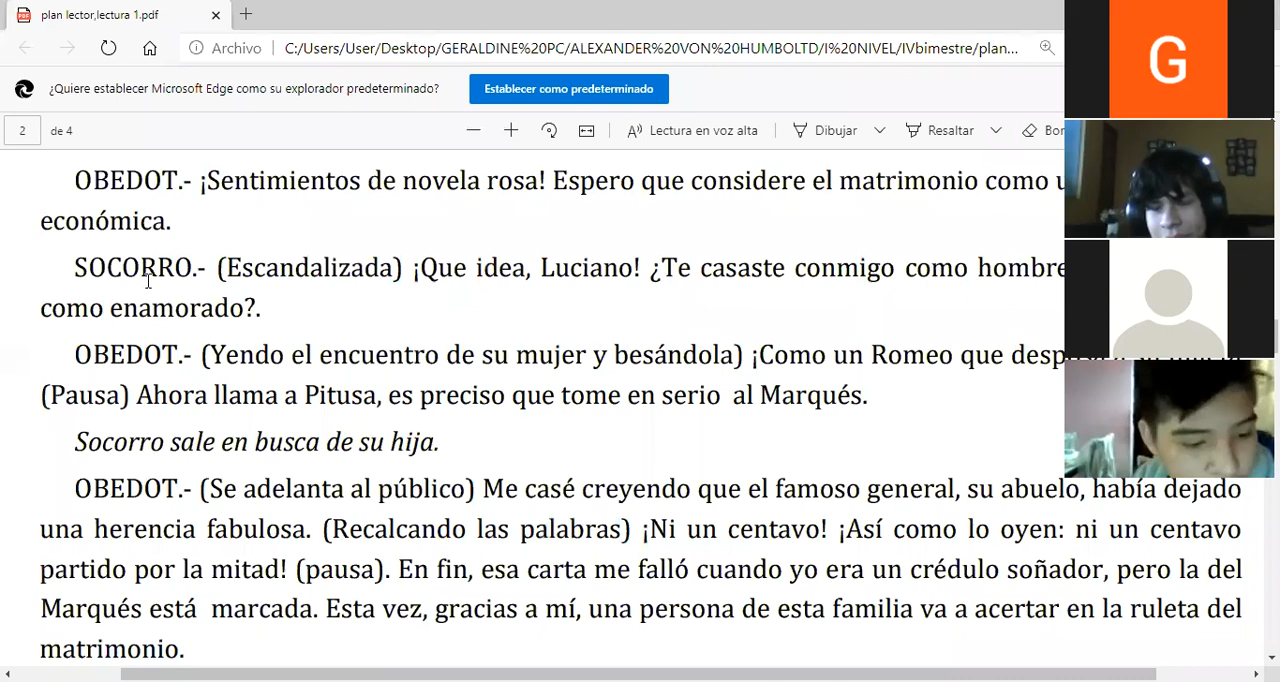 plan lector,lectura 1.pdf
Archivo C:/Users/User/Desktop/GERALDINE%20PC/ALEXANDER%20VON%20HUMBOLTD/I%20NIVEL/IVbimestre/plan...
¿Quiere establecer Microsoft Edge como su explorador predeterminado? Establecer como predeterminado
2 de 4 Lectura en voz alta Dibujar Resaltar
OBEDOT.- ¡Sentimientos de novela rosa! Espero que considere el matrimonio como
económica.
SOCORRO.- (Escandalizada) ¡Que idea, Luciano! ¿Te casaste conmigo como hombre
como enamorado?.
OBEDOT.- (Yendo el encuentro de su mujer y besándola) ¡Como un Romeo que
(Pausa) Ahora llama a Pitusa, es preciso que tome en serio al Marqués.
Socorro sale en busca de su hija.
OBEDOT.- (Se adelanta al público) Me casé creyendo que el famoso general, su abuelo, había dejado
una herencia fabulosa. (Recalcando las palabras) ¡Ni un centavo! ¡Así como lo oyen: ni un centavo
partido por la mitad! (pausa). En fin, esa carta me falló cuando yo era un crédulo soñador, pero la del
Marqués está marcada. Esta vez, gracias a mí, una persona de esta familia va a acertar en la ruleta del
matrimonio.
G